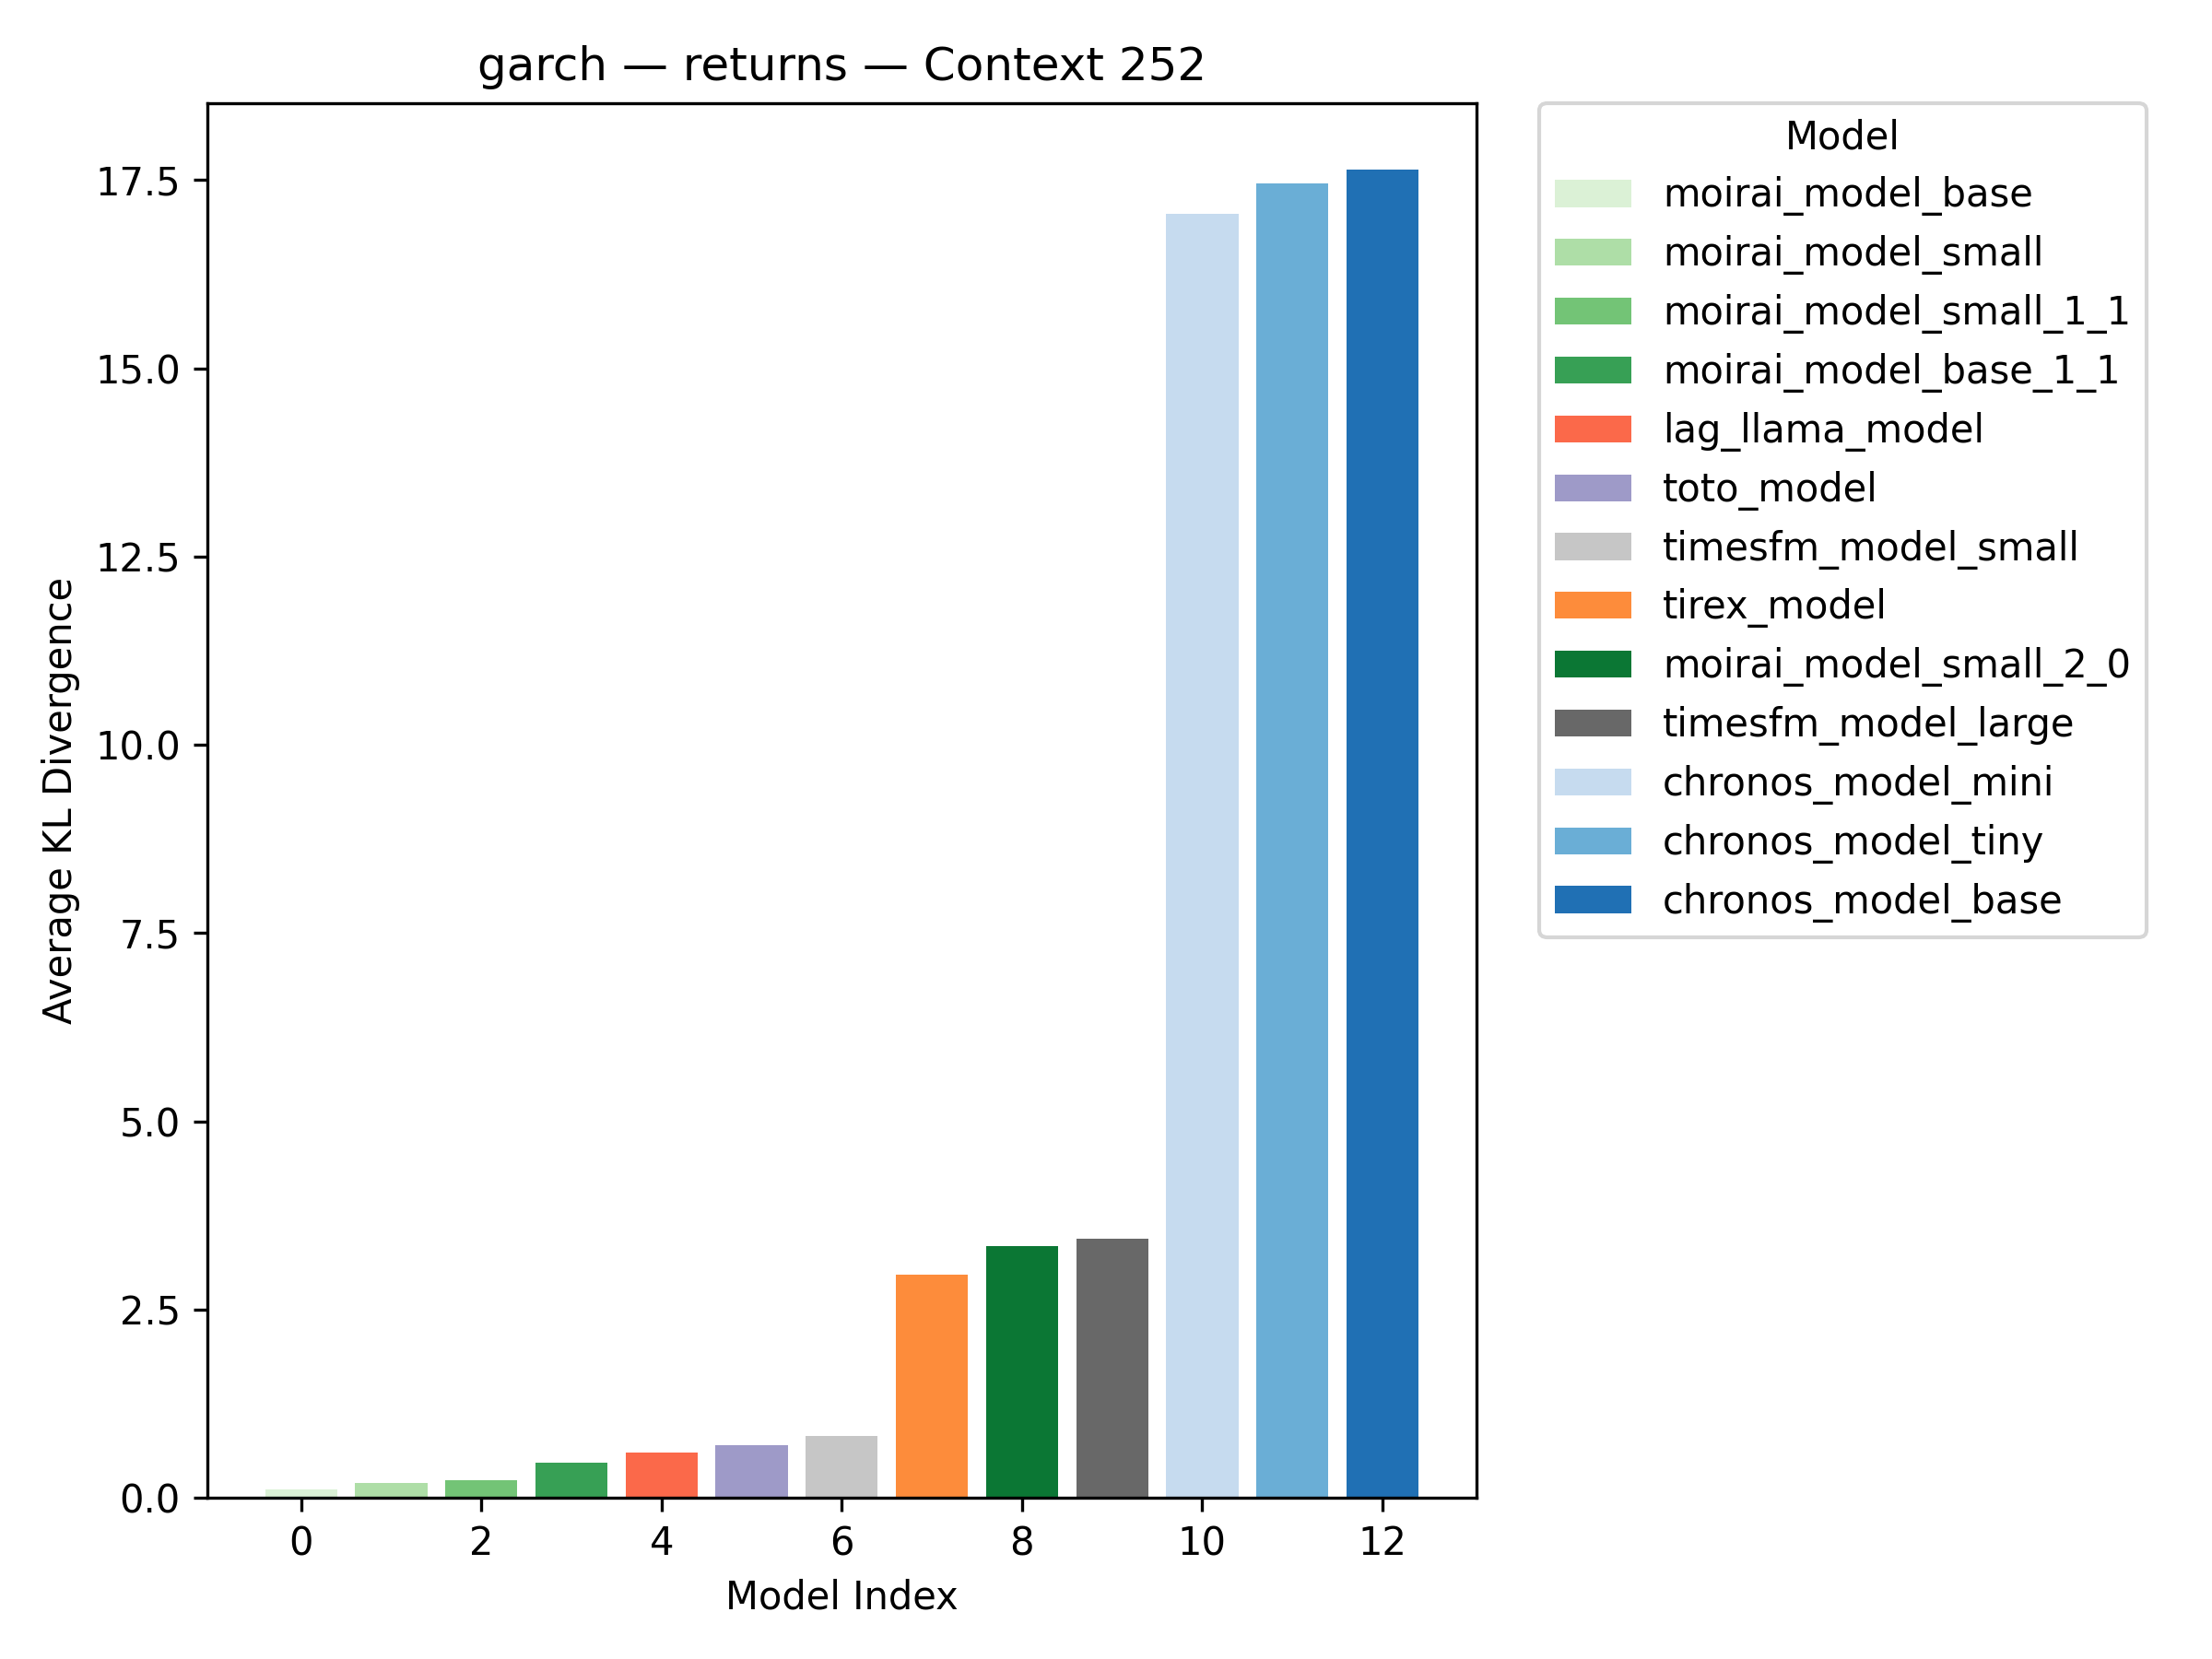 garch — returns — Context 252
Average KL Divergence
17.5
15.0
12.5
10.0
7.5
5.0
2.5
0.0
0 2 4 6 8 10 12
Model Index
Model
moirai_model_base
moirai_model_small
moirai_model_small_1_1
moirai_model_base_1_1
lag_llama_model
toto_model
timesfm_model_small
tirex_model
moirai_model_small_2_0
timesfm_model_large
chronos_model_mini
chronos_model_tiny
chronos_model_base